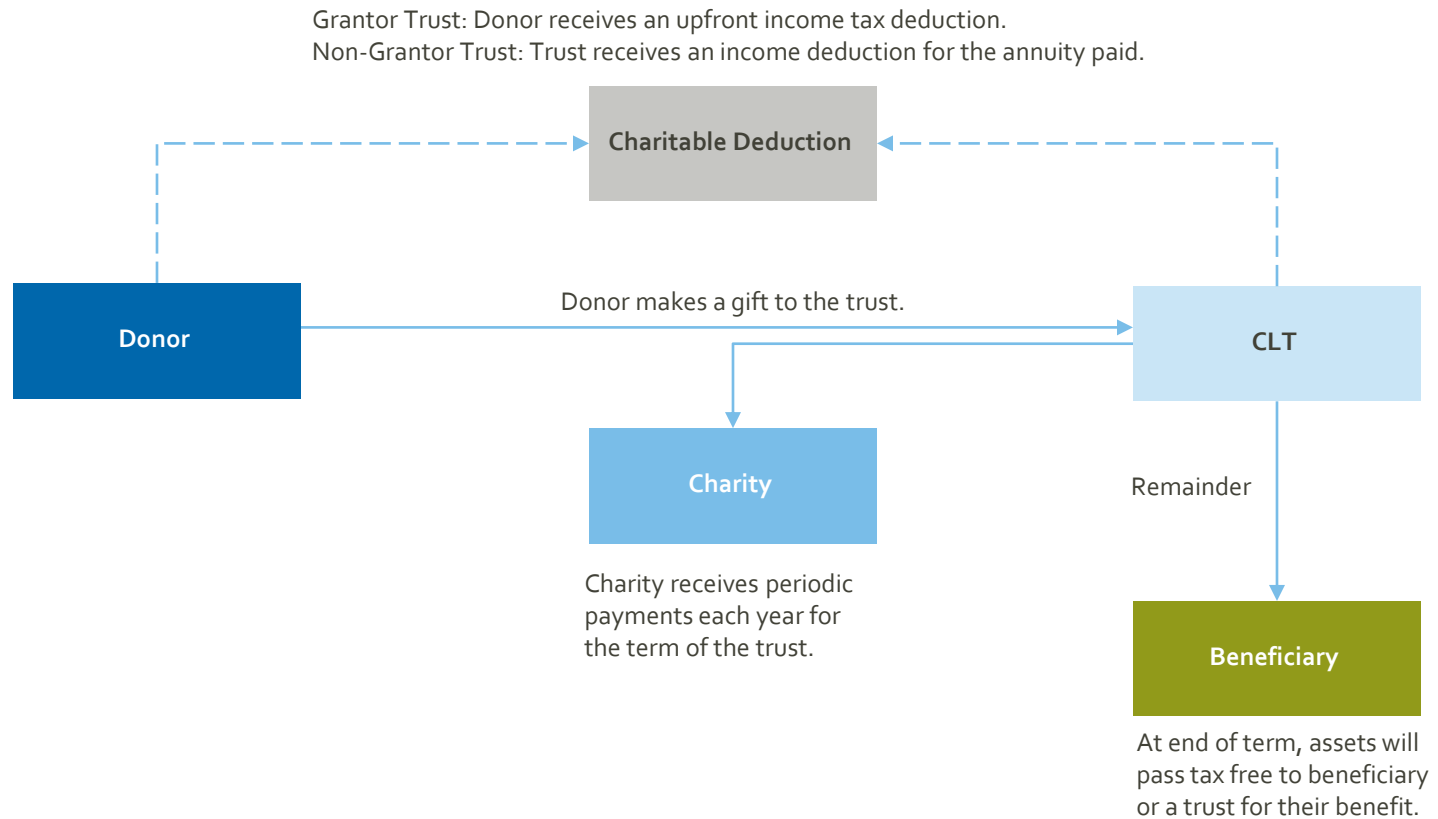 Grantor Trust: Donor receives an upfront income tax deduction.
Non-Grantor Trust: Trust receives an income deduction for the annuity paid.
Charitable Deduction
Donor makes a gift to the trust.
Donor
CLT
Charity
Remainder
Charity receives periodic
payments each year for
the term of the trust.
Beneficiary
At end of term, assets will
pass tax free to beneficiary
or a trust for their benefit.